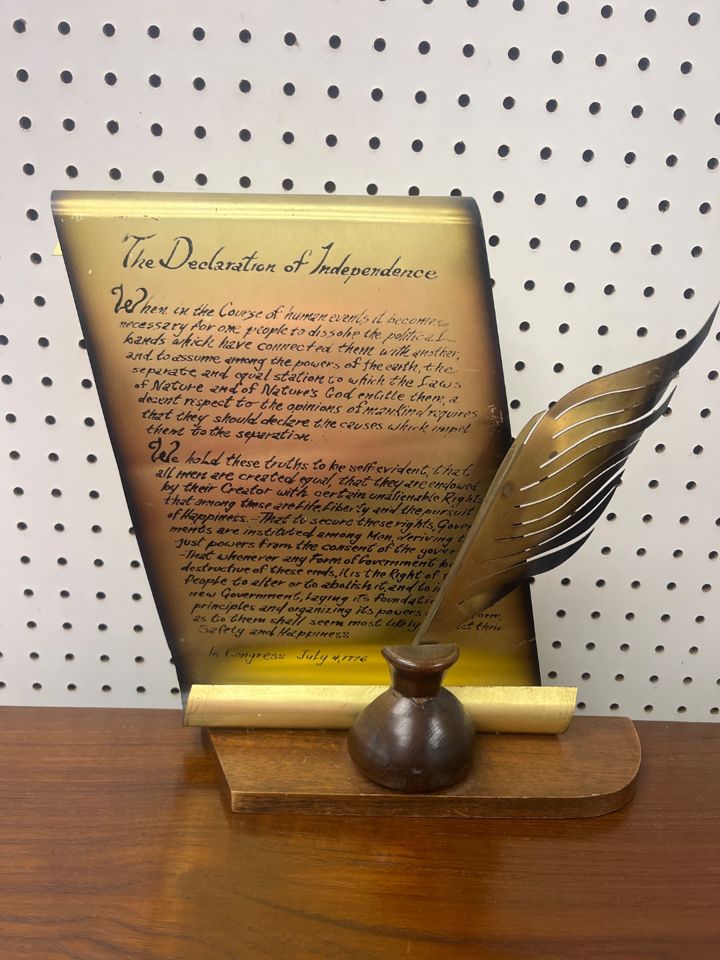 The Declaration of Independence
When in the Course of human events it becomes
necessary for one people to dissolve the political
bands which have connected them with another,
and to assume among the powers of the earth, the
separate and equal station to which the Laws
of Nature and of Nature's God entitle them, a
decent respect to the opinions of mankind requires
that they should declare the causes which impel
them to the separation.
We hold these truths to be self-evident, that
all men are created equal, that they are endowed
by their Creator with certain unalienable Rights
that among these are Life, Liberty and the pursuit
of Happiness. -That to secure these rights, Gover
ments are instituted among Men, deriving t
just powers from the consent of the gover
-That whenever any Form of Government
destructive of these ends, it is the Right of
People to alter or to abolish it, and to i
new Government, laying its foundati
principles and organizing its powers form,
as to them shall seem most likely ect their
Safety and Happiness
In Congress July 4, 1776